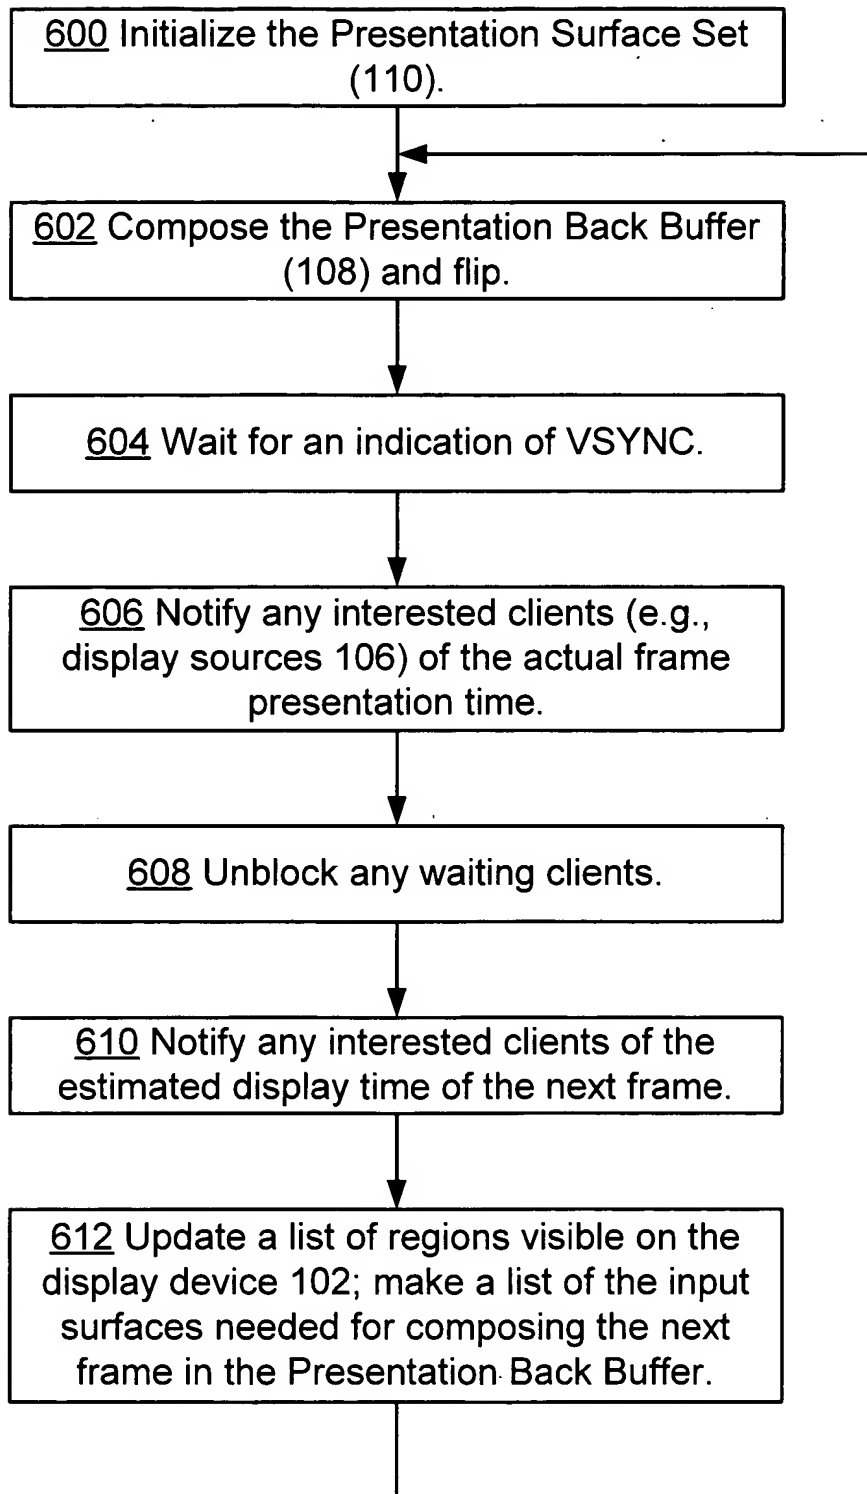 600 Initialize the Presentation Surface Set
(110).
602 Compose the Presentation Back Buffer
(108) and flip.
604 Wait for an indication of VSYNC.
606 Notify any interested clients (e.g.,
display sources 106) of the actual frame
presentation time.
608 Unblock any waiting clients.
610 Notify any interested clients of the
estimated display time of the next frame.
612 Update a list of regions visible on the
display device 102; make a list of the input
surfaces needed for composing the next
frame in the Presentation Back Buffer.